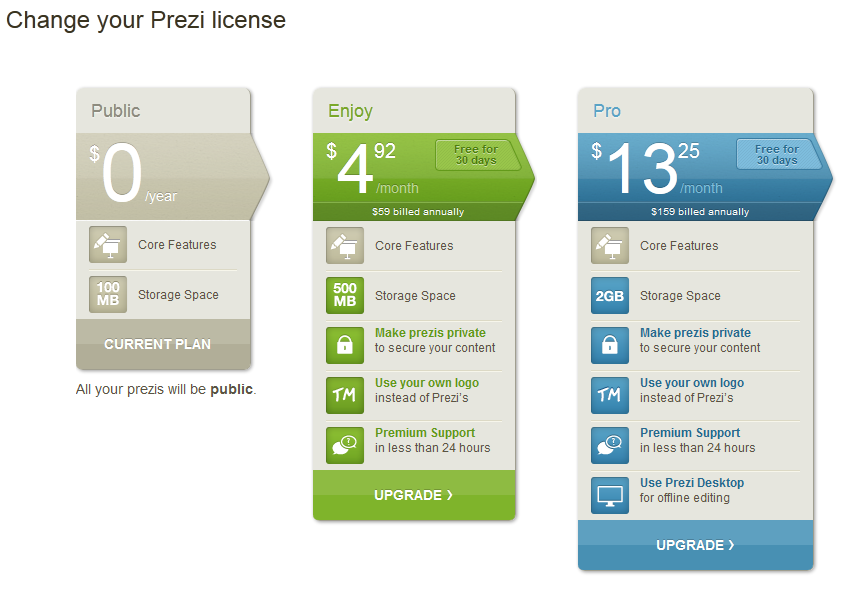 Change your Prezi license
Public
$0/year
Core Features
100 MB
Storage Space
CURRENT PLAN
All your prezis will be public.
Enjoy
$4 92
/month
Free for
30 days
$59 billed annually
Core Features
500 MB
Storage Space
Make prezis private
to secure your content
TM
Use your own logo
instead of Prezi's
Premium Support
in less than 24 hours
UPGRADE ❯
Pro
$13 25
/month
Free for
30 days
$159 billed annually
Core Features
2GB
Storage Space
Make prezis private
to secure your content
TM
Use your own logo
instead of Prezi's
Premium Support
in less than 24 hours
Use Prezi Desktop
for offline editing
UPGRADE ❯